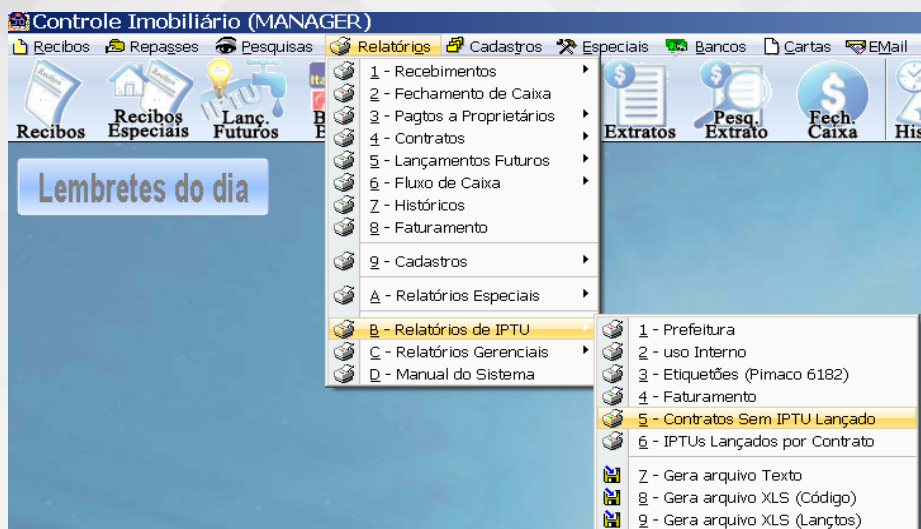 Controle Imobiliário (MANAGER)
Recibos Repasses Pesquisas Relatórios Cadastros Especiais Bancos Cartas EMail
Recibos
Recibos
Especiais
IPTU
Lanç.
Futuros
Extratos
Pesq.
Extrato
Fech.
Caixa
His
Lembretes do dia
1 - Recebimentos
2 - Fechamento de Caixa
3 - Pagtos a Proprietários
4 - Contratos
5 - Lançamentos Futuros
6 - Fluxo de Caixa
7 - Históricos
8 - Faturamento
9 - Cadastros
A - Relatórios Especiais
B - Relatórios de IPTU
C - Relatórios Gerenciais
D - Manual do Sistema
1 - Prefeitura
2 - uso Interno
3 - Etiquetões (Pimaco 6182)
4 - Faturamento
5 - Contratos Sem IPTU Lançado
6 - IPTUs Lançados por Contrato
7 - Gera arquivo Texto
8 - Gera arquivo XLS (Código)
9 - Gera arquivo XLS (Lançtos)